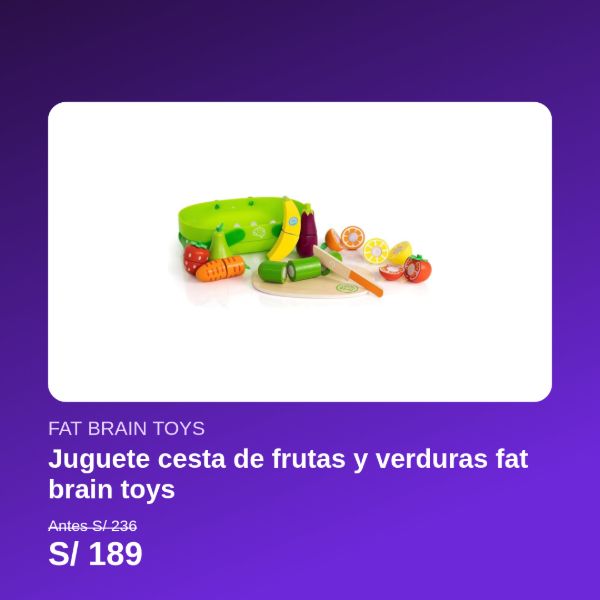 FAT BRAIN TOYS
Juguete cesta de frutas y verduras fat
brain toys
Antes S/ 236
S/ 189